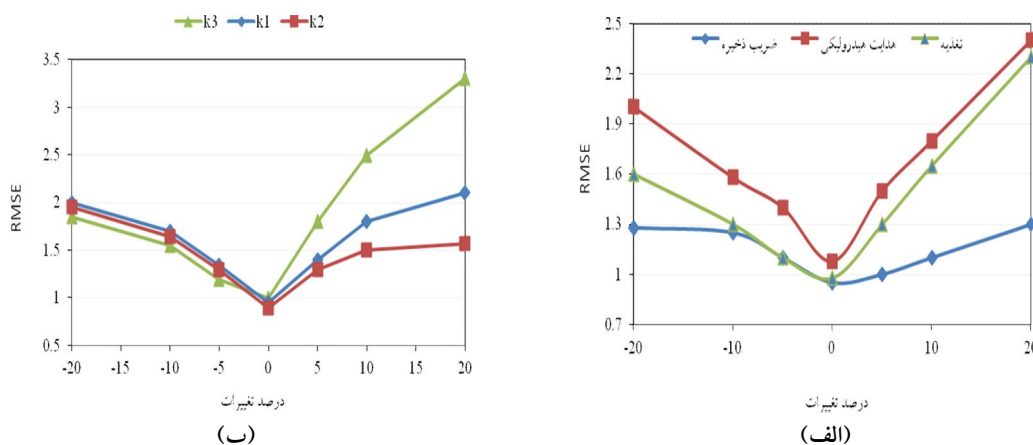 k3 k1 k2
3.5
3
2.5
2
1.5
1
0.5
RMSE
-20 -15 -10 -5 0 5 10 15 20
درصد تغییرات
(ب)
ضریب ذخیره هدایت هیدرولیکی تغذیه
2.5
2.2
1.9
1.6
1.3
1
0.7
RMSE
-20 -10 0 10 20
درصد تغییرات
(الف)